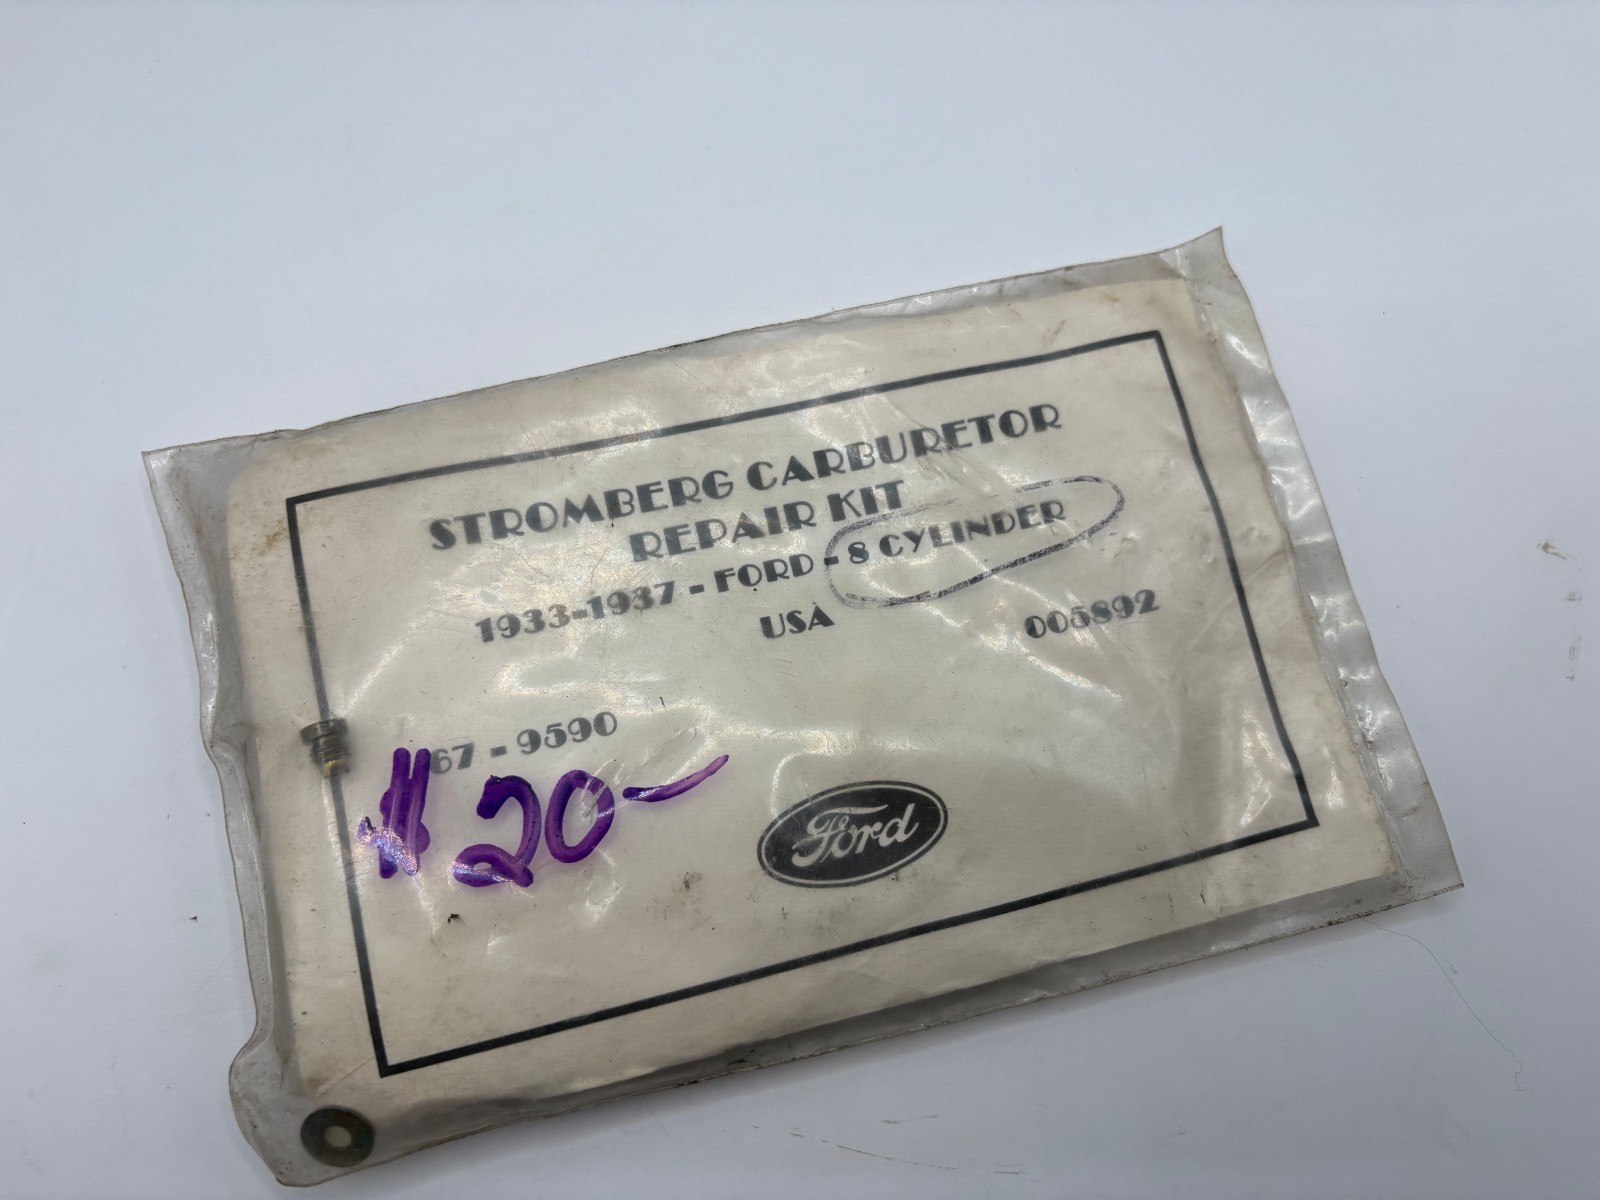 STROMBERG CARBURETOR
REPAIR KIT
1933-1937 - FORD - 8 CYLINDER
USA 005892
67 - 9590
$20-
Ford